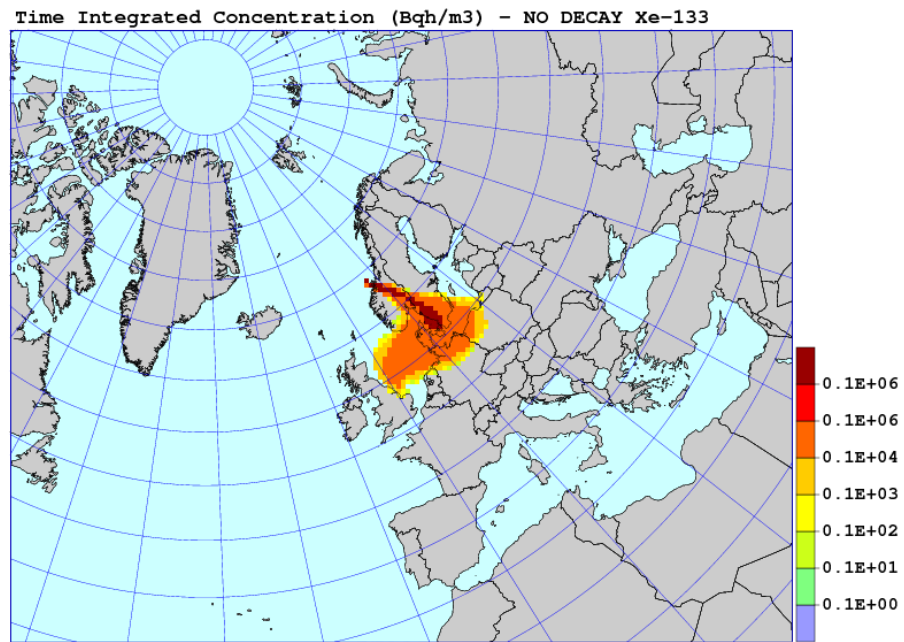 Time Integrated Concentration (Bqh/m3) - NO DECAY Xe-133
0.1E+06
0.1E+06
0.1E+04
0.1E+03
0.1E+02
0.1E+01
0.1E+00